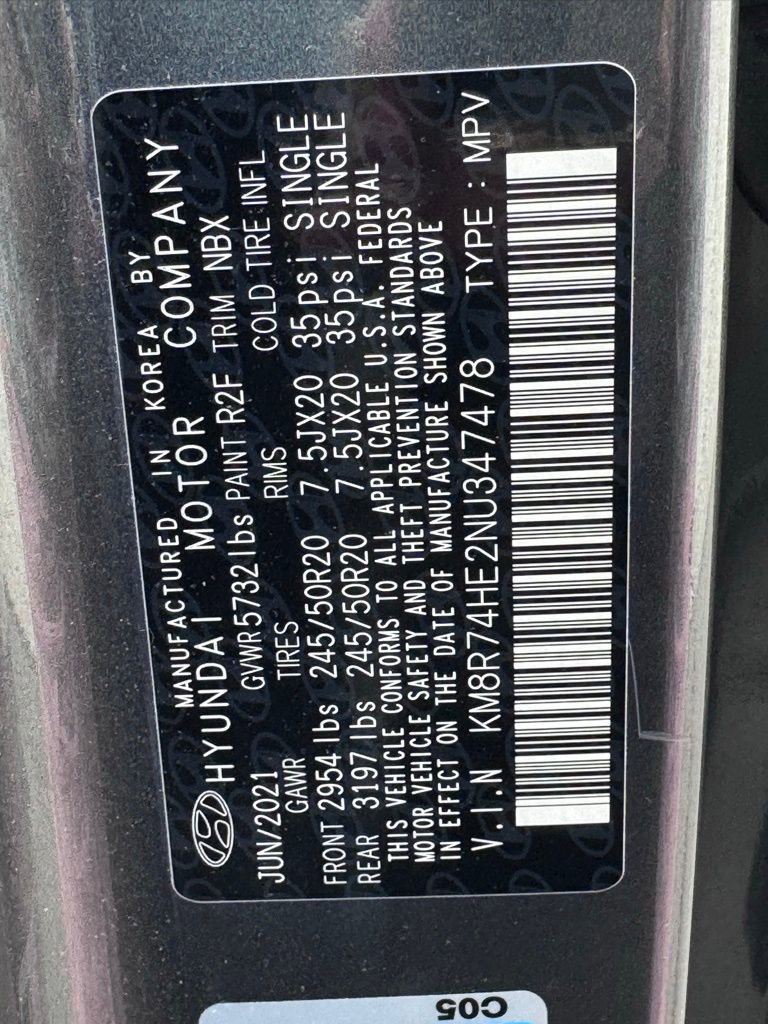 MANUFACTURED IN KOREA BY
HYUNDAI MOTOR COMPANY
JUN/2021 GVWR 5732 lbs PAINT R2F TRIM NBX
GAWR TIRES RIMS COLD TIRE INFL
FRONT 2954 lbs 245/50R20 7.5JX20 35psi SINGLE
REAR 3197 lbs 245/50R20 7.5JX20 35psi SINGLE
THIS VEHICLE CONFORMS TO ALL APPLICABLE U.S.A. FEDERAL
MOTOR VEHICLE SAFETY AND THEFT PREVENTION STANDARDS
IN EFFECT ON THE DATE OF MANUFACTURE SHOWN ABOVE
V.I.N KM8R74HE2NU347478 TYPE : MPV
C05